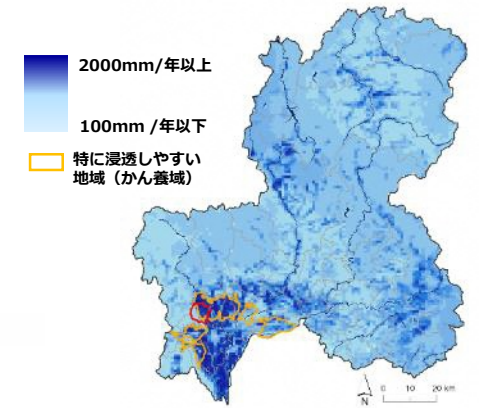 2000mm/年以上
100mm /年以下
特に浸透しやすい
地域（かん養域）
N
0 10 20 km